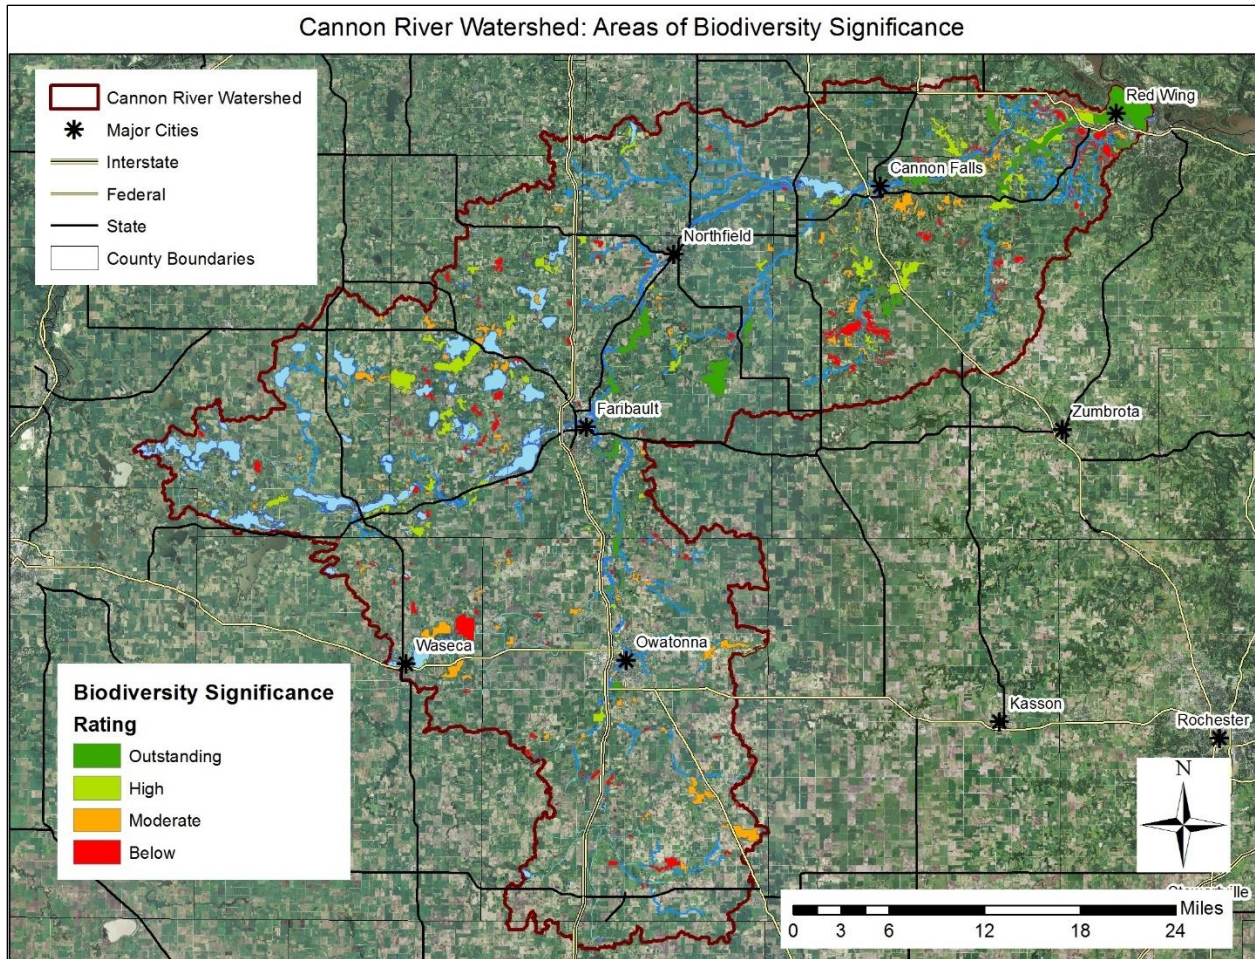 Cannon River Watershed: Areas of Biodiversity Significance
Cannon River Watershed
Major Cities
Interstate
Federal
State
County Boundaries
Red Wing
Cannon Falls
Northfield
Faribault
Zumbrota
Waseca
Owatonna
Kasson
Rochester
Biodiversity Significance
Rating
Outstanding
High
Moderate
Below
N
Miles
0 3 6 12 18 24